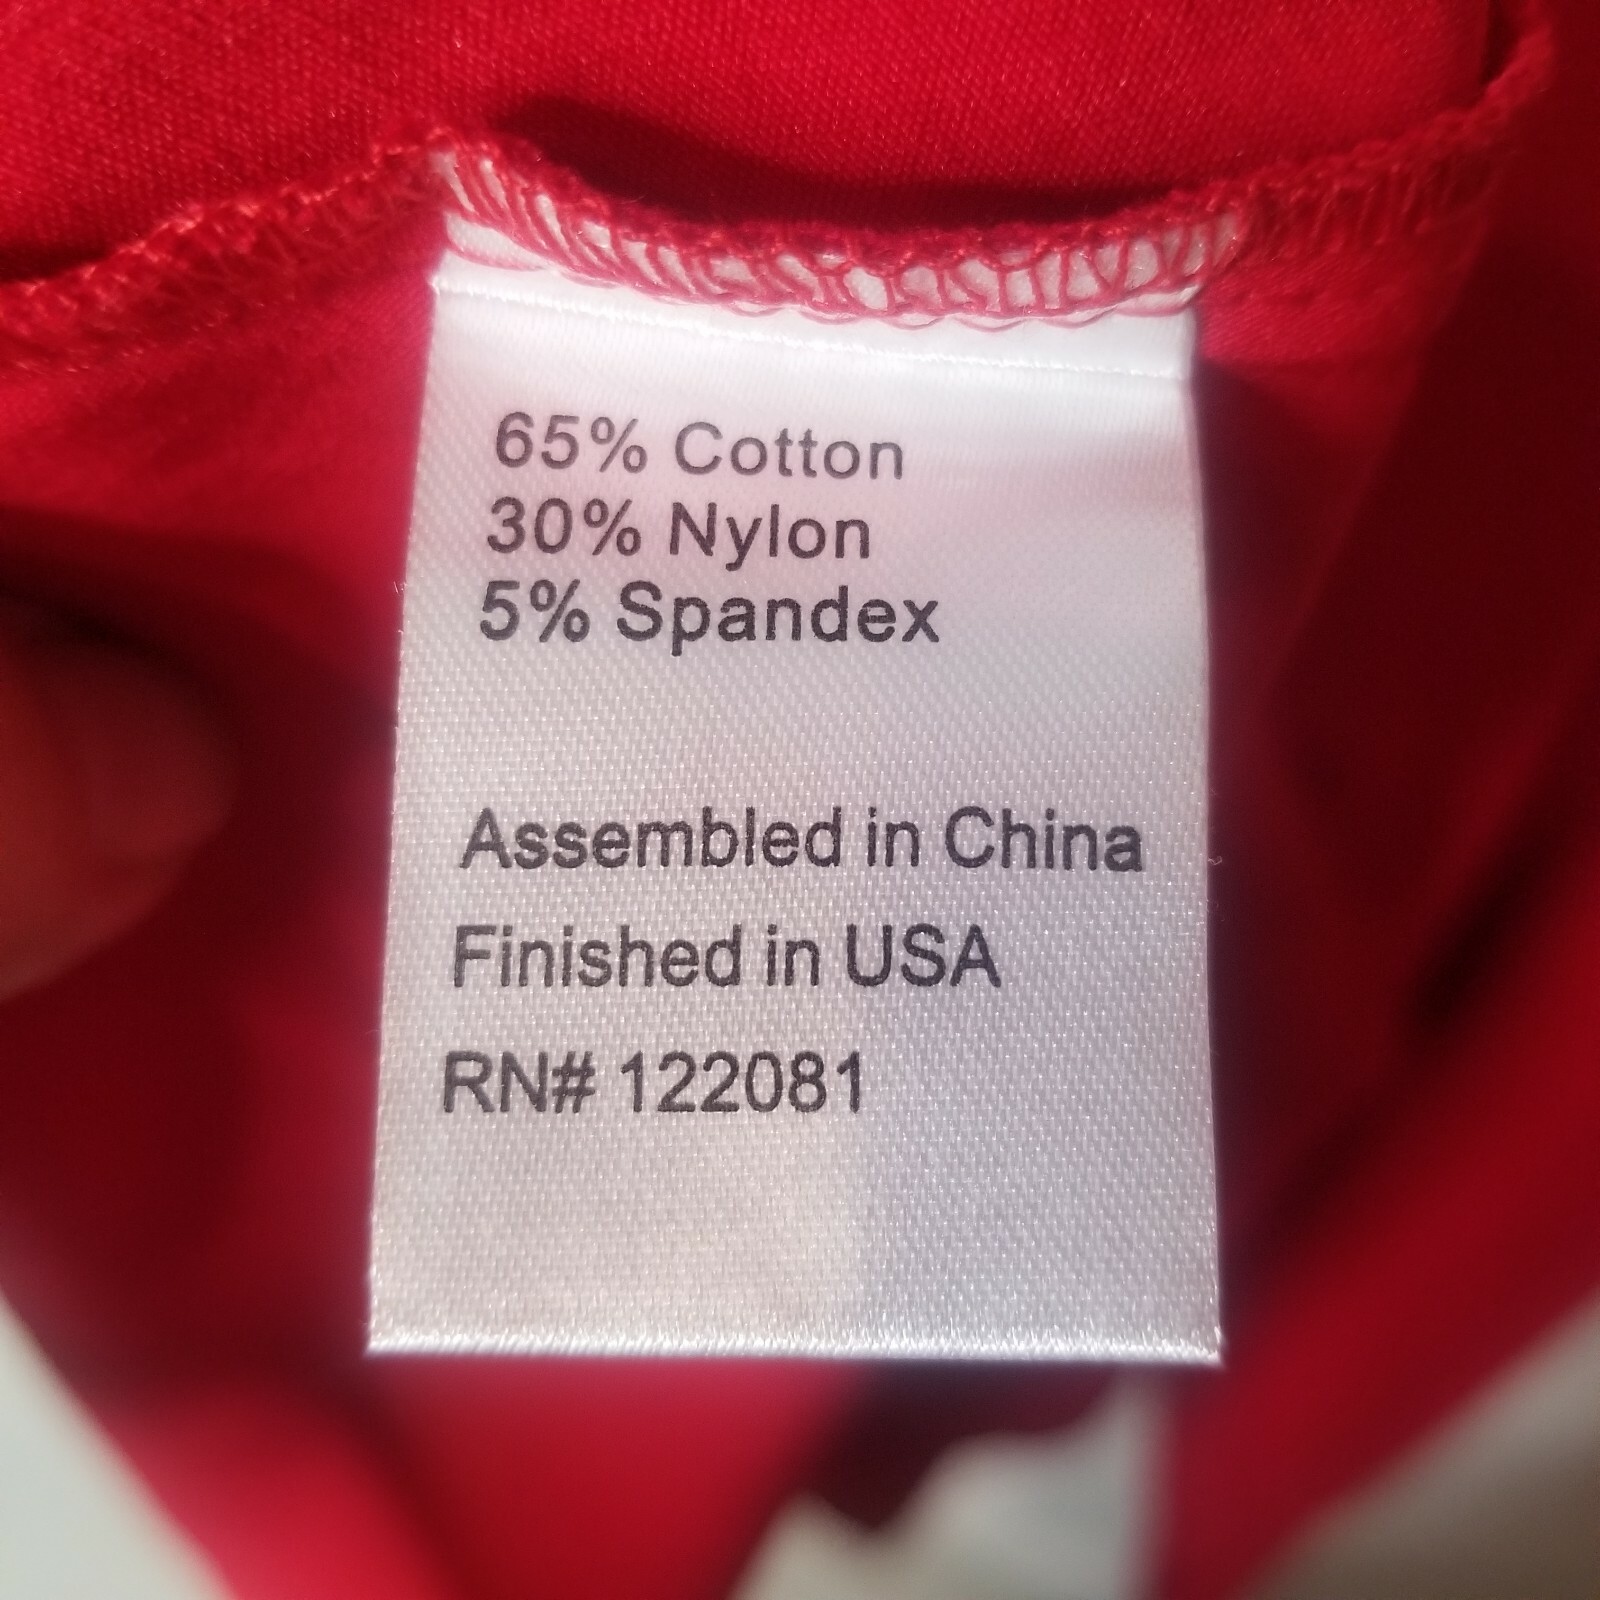 65% Cotton
30% Nylon
5% Spandex
Assembled in China
Finished in USA
RN# 122081